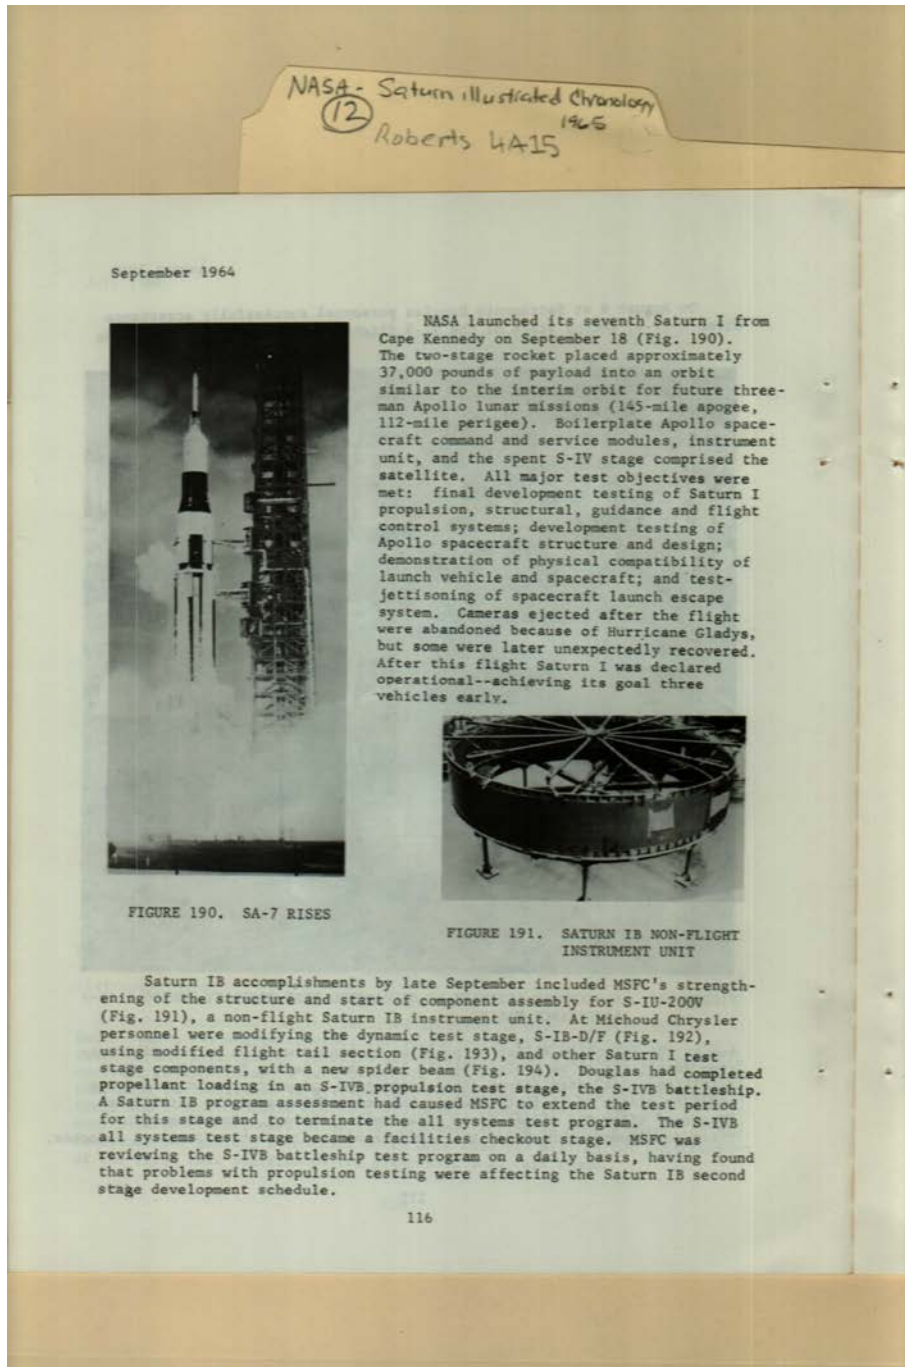 NASA - Saturn illustrated Chronology
12
1965
Roberts 4A15
September 1964
NASA launched its seventh Saturn I from
Cape Kennedy on September 18 (Fig. 190).
The two-stage rocket placed approximately
37,000 pounds of payload into an orbit
similar to the interim orbit for future three-
man Apollo lunar missions (145-mile apogee,
112-mile perigee). Boilerplate Apollo space-
craft command and service modules, instrument
unit, and the spent S-IV stage comprised the
satellite. All major test objectives were
met: final development testing of Saturn I
propulsion, structural, guidance and flight
control systems; development testing of
Apollo spacecraft structure and design;
demonstration of physical compatibility of
launch vehicle and spacecraft; and test-
jettisoning of spacecraft launch escape
system. Cameras ejected after the flight
were abandoned because of Hurricane Gladys,
but some were later unexpectedly recovered.
After this flight Saturn I was declared
operational--achieving its goal three
vehicles early.
FIGURE 190. SA-7 RISES
FIGURE 191. SATURN IB NON-FLIGHT
INSTRUMENT UNIT
Saturn IB accomplishments by late September included MSFC's strength-
ening of the structure and start of component assembly for S-IU-200V
(Fig. 191), a non-flight Saturn IB instrument unit. At Michoud Chrysler
personnel were modifying the dynamic test stage, S-IB-D/F (Fig. 192),
using modified flight tail section (Fig. 193), and other Saturn I test
stage components, with a new spider beam (Fig. 194). Douglas had completed
propellant loading in an S-IVB propulsion test stage, the S-IVB battleship.
A Saturn IB program assessment had caused MSFC to extend the test period
for this stage and to terminate the all systems test program. The S-IVB
all systems test stage became a facilities checkout stage. MSFC was
reviewing the S-IVB battleship test program on a daily basis, having found
that problems with propulsion testing were affecting the Saturn IB second
stage development schedule.
116